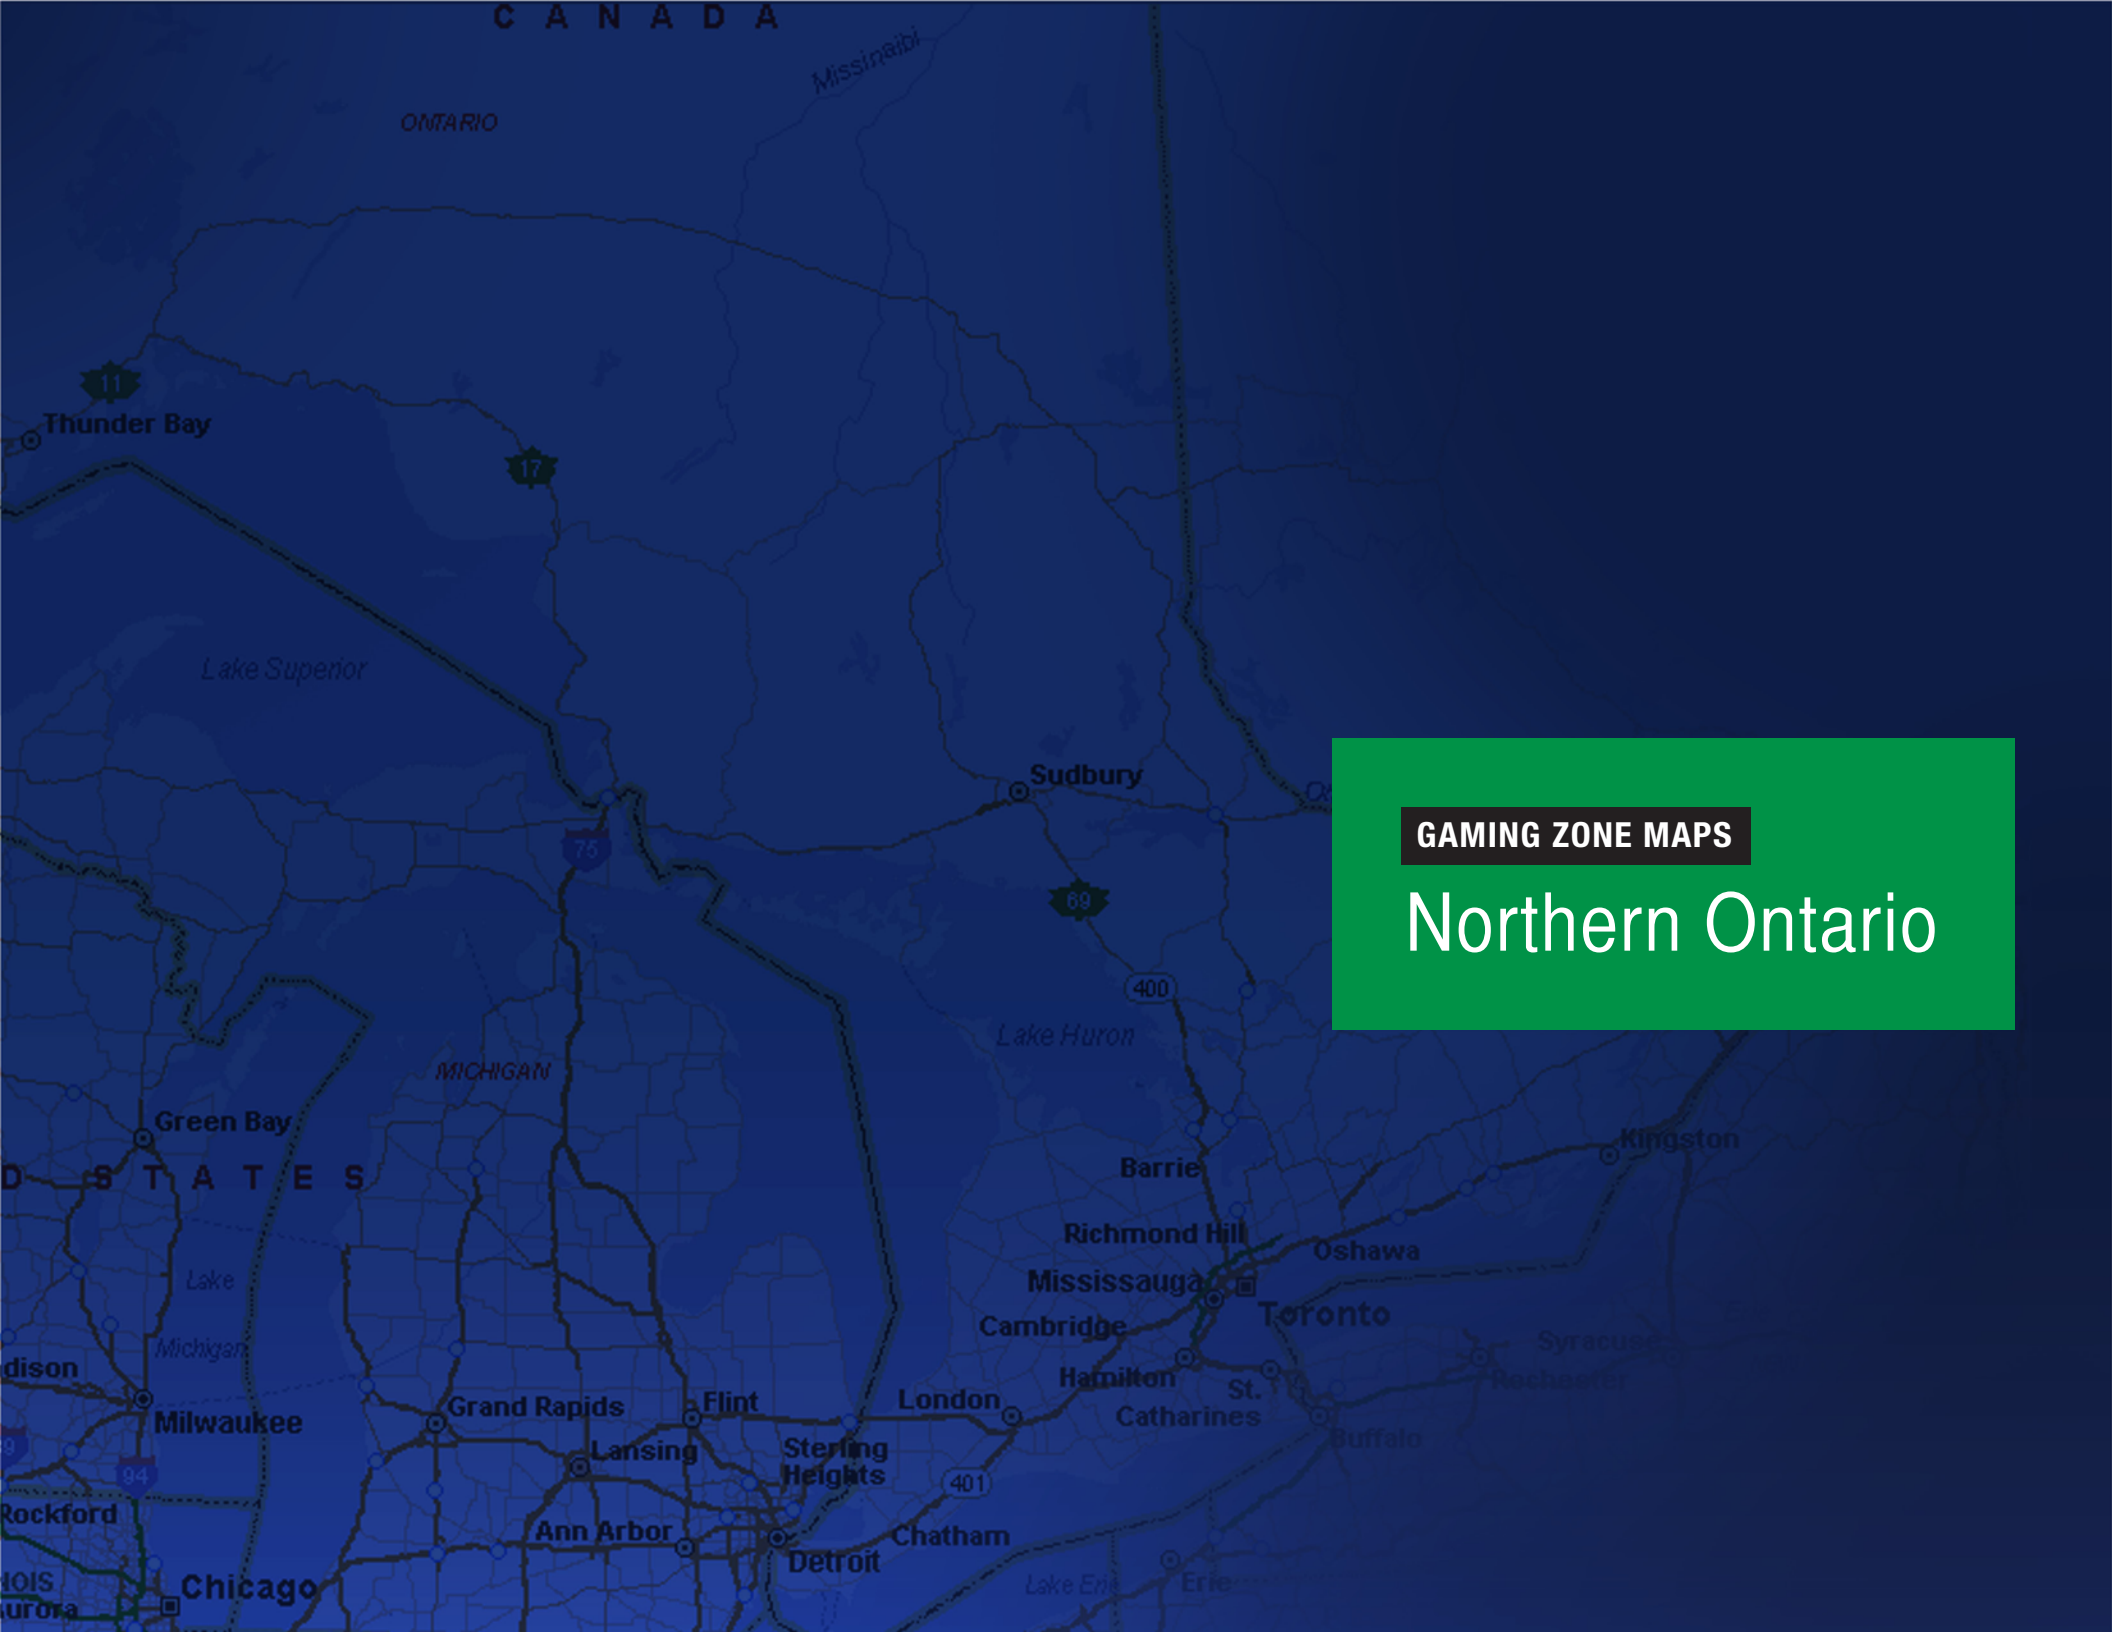 C A N A D A
Missinaibi
ONTARIO
11
Thunder Bay
17
Lake Superior
Sudbury
75
GAMING ZONE MAPS
69
Northern Ontario
400
Lake Huron
MICHIGAN
Green Bay
Kingston
D STATES
Barrie
Richmond Hill
Oshawa
Lake
Mississauga
Toronto
Cambridge
Michigan
Syracuse
dison
Hamilton
St.
Rochester
Grand Rapids
Flint
London
Catharines
Milwaukee
Buffalo
Lansing
Sterling
Heights
94
401
Rockford
Ann Arbor
Chatham
Detroit
Chicago
Lake Erie
Erie
NOIS
urora